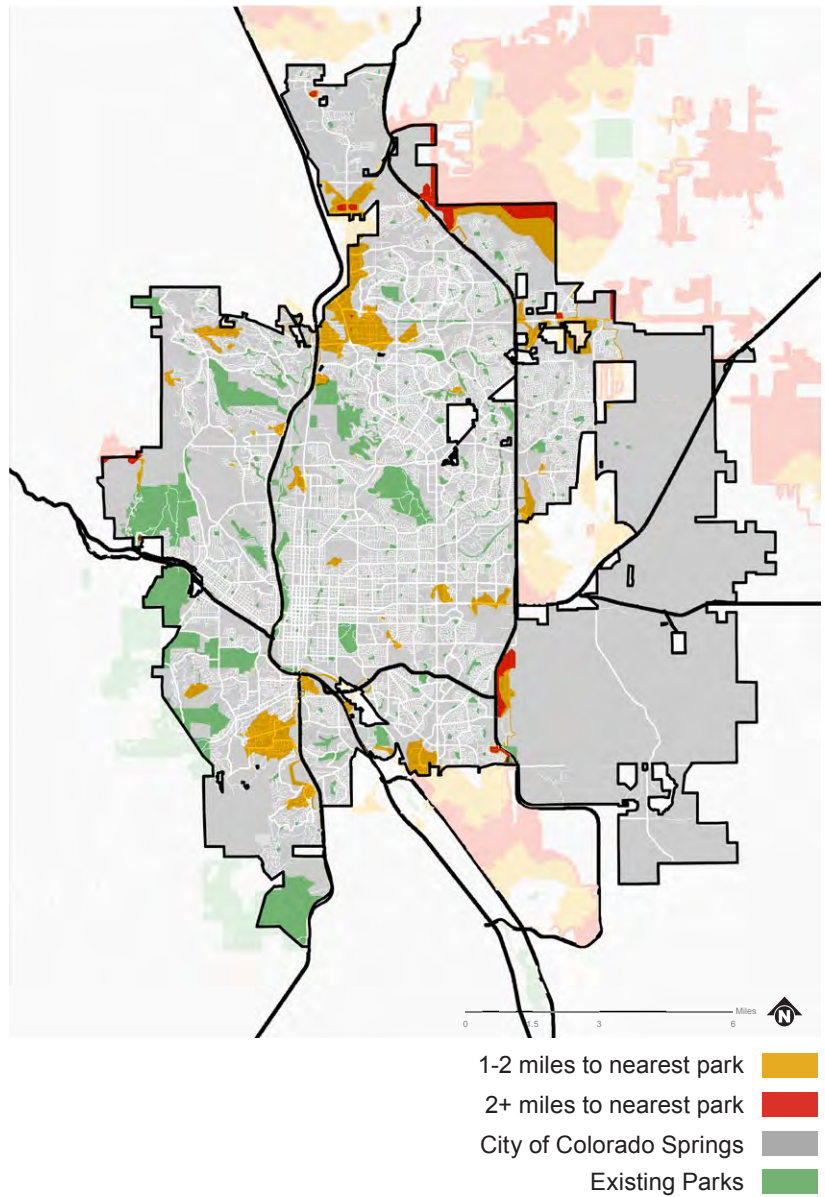 Miles
N
0 1.5 3 6
1-2 miles to nearest park
2+ miles to nearest park
City of Colorado Springs
Existing Parks